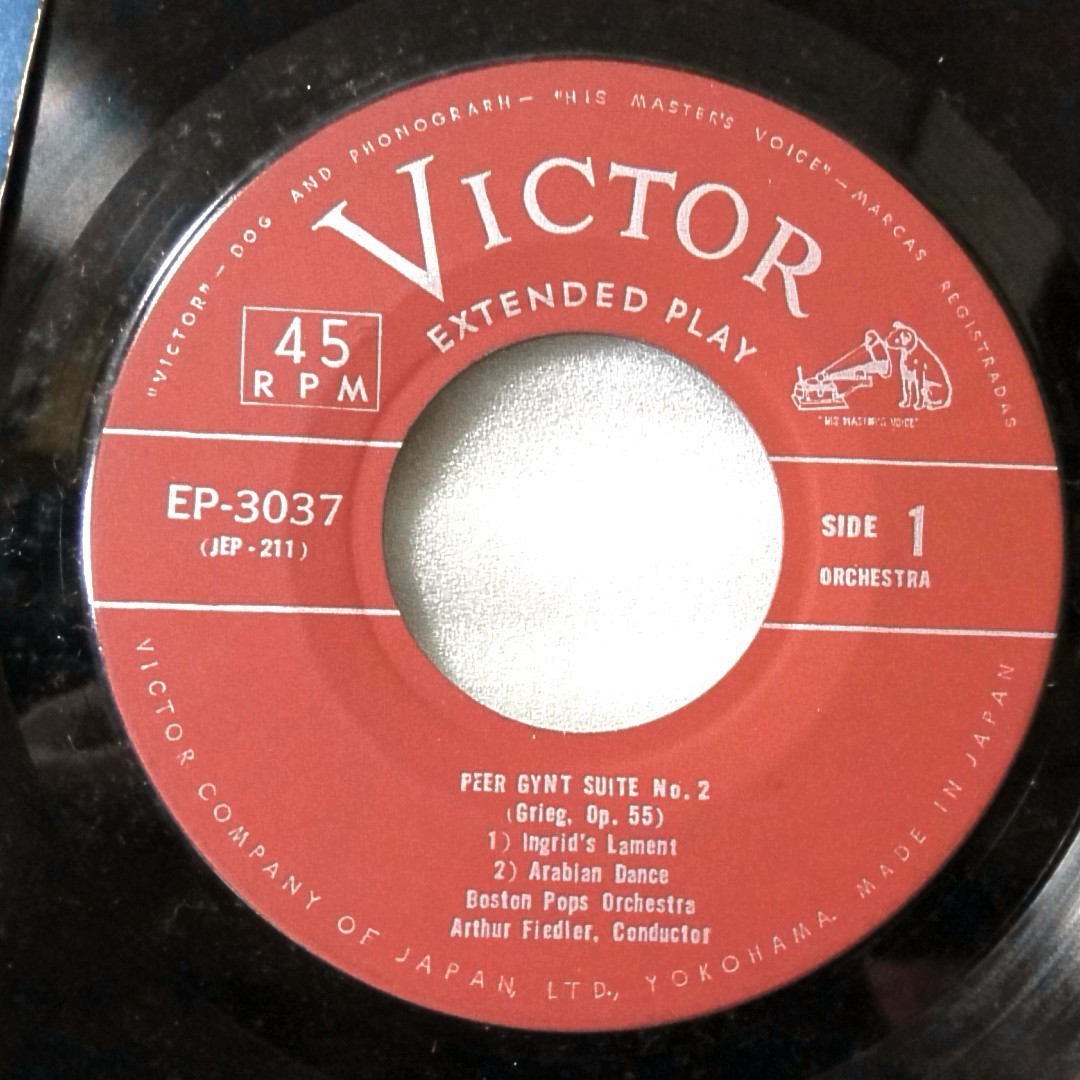 "VICTOR" — DOG AND PHONOGRAPH — "HIS MASTER'S VOICE" — MARCAS REGISTRADAS
VICTOR
EXTENDED PLAY
45
RPM
"HIS MASTER'S VOICE"
EP-3037
(JEP-211)
SIDE 1
ORCHESTRA
PEER GYNT SUITE No. 2
(Grieg, Op. 55)
1) Ingrid's Lament
2) Arabian Dance
Boston Pops Orchestra
Arthur Fiedler, Conductor
VICTOR COMPANY OF JAPAN, LTD., YOKOHAMA. MADE IN JAPAN